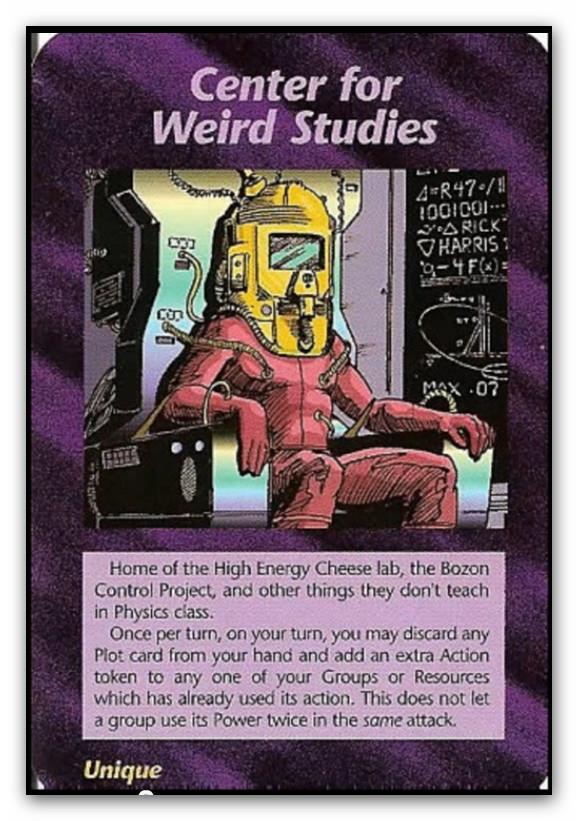 Center for
Weird Studies
Δ=R47
1001001
RICK
HARRIS
-4F(x)=
MAX .07
Home of the High Energy Cheese lab, the Bozon
Control Project, and other things they don't teach
in Physics class.
Once per turn, on your turn, you may discard any
Plot card from your hand and add an extra Action
token to any one of your Groups or Resources
which has already used its action. This does not let
a group use its Power twice in the same attack.
Unique